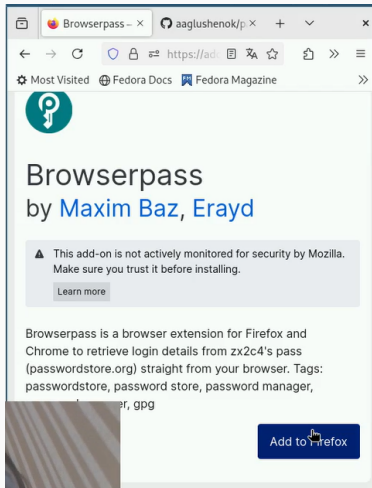 Browserpass –
aaglushenok/p
https://ad
Most Visited Fedora Docs Fedora Magazine
Browserpass
by Maxim Baz, Erayd
This add-on is not actively monitored for security by Mozilla.
Make sure you trust it before installing.
Learn more
Browserpass is a browser extension for Firefox and
Chrome to retrieve login details from zx2c4's pass
(passwordstore.org) straight from your browser. Tags:
passwordstore, password store, password manager,
gpg
Add to Firefox